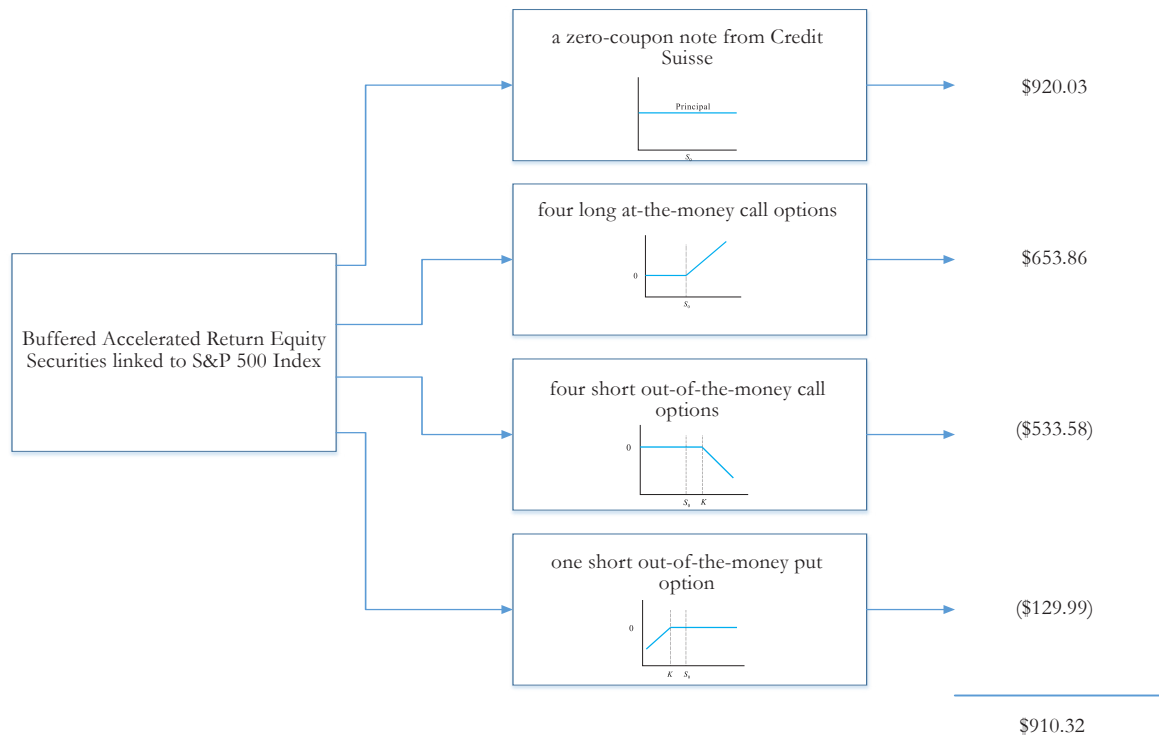 a zero-coupon note from Credit
Suisse
Principal
S₀
$920.03
four long at-the-money call options
0
S₀
$653.86
Buffered Accelerated Return Equity
Securities linked to S&P 500 Index
four short out-of-the-money call
options
0
S₀ K
($533.58)
one short out-of-the-money put
option
0
K S₀
($129.99)
$910.32